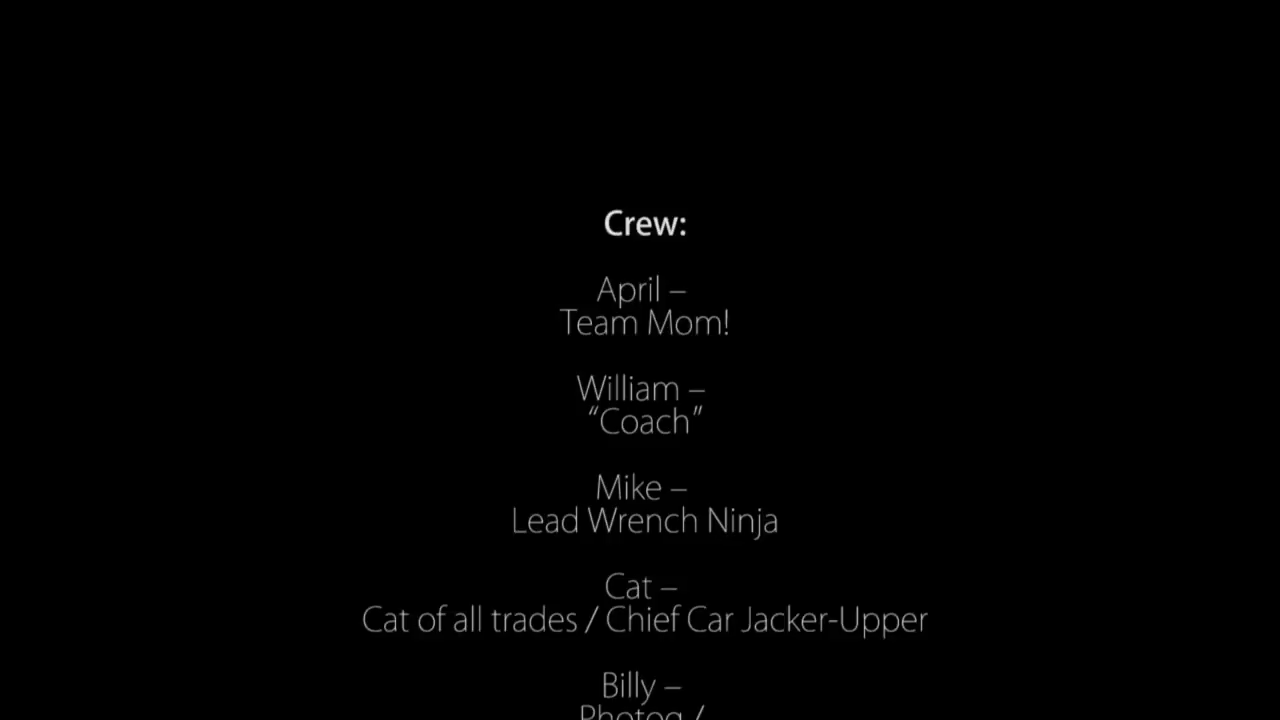 Crew:
April –
Team Mom!
William –
“Coach”
Mike –
Lead Wrench Ninja
Cat –
Cat of all trades / Chief Car Jacker-Upper
Billy –
Photog /